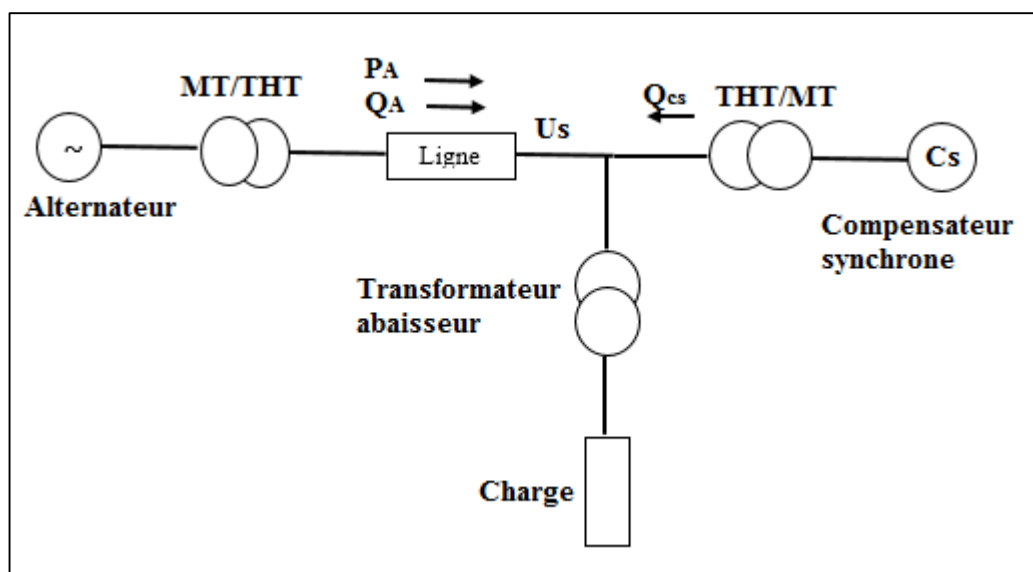 PA
QA
MT/THT
Qcs
THT/MT
Us
~
Ligne
Cs
Alternateur
Compensateur
synchrone
Transformateur
abaisseur
Charge